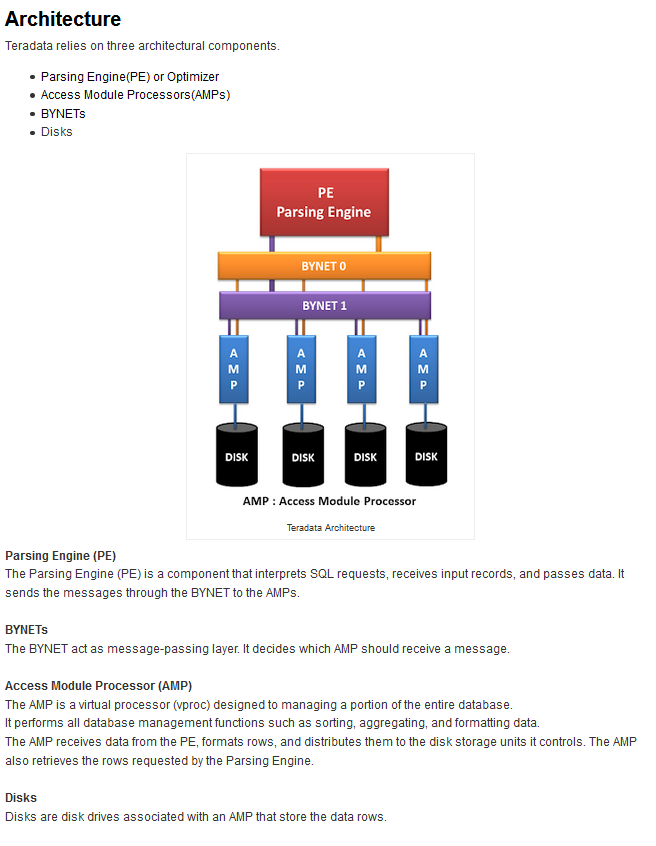 Architecture
Teradata relies on three architectural components.
Parsing Engine(PE) or Optimizer
Access Module Processors(AMPs)
BYNETs
Disks
PE
Parsing Engine
BYNET 0
BYNET 1
AMP AMP AMP AMP
DISK DISK DISK DISK
AMP : Access Module Processor
Teradata Architecture
Parsing Engine (PE)
The Parsing Engine (PE) is a component that interprets SQL requests, receives input records, and passes data. It
sends the messages through the BYNET to the AMPs.
BYNETs
The BYNET act as message-passing layer. It decides which AMP should receive a message.
Access Module Processor (AMP)
The AMP is a virtual processor (vproc) designed to managing a portion of the entire database.
It performs all database management functions such as sorting, aggregating, and formatting data.
The AMP receives data from the PE, formats rows, and distributes them to the disk storage units it controls. The AMP
also retrieves the rows requested by the Parsing Engine.
Disks
Disks are disk drives associated with an AMP that store the data rows.